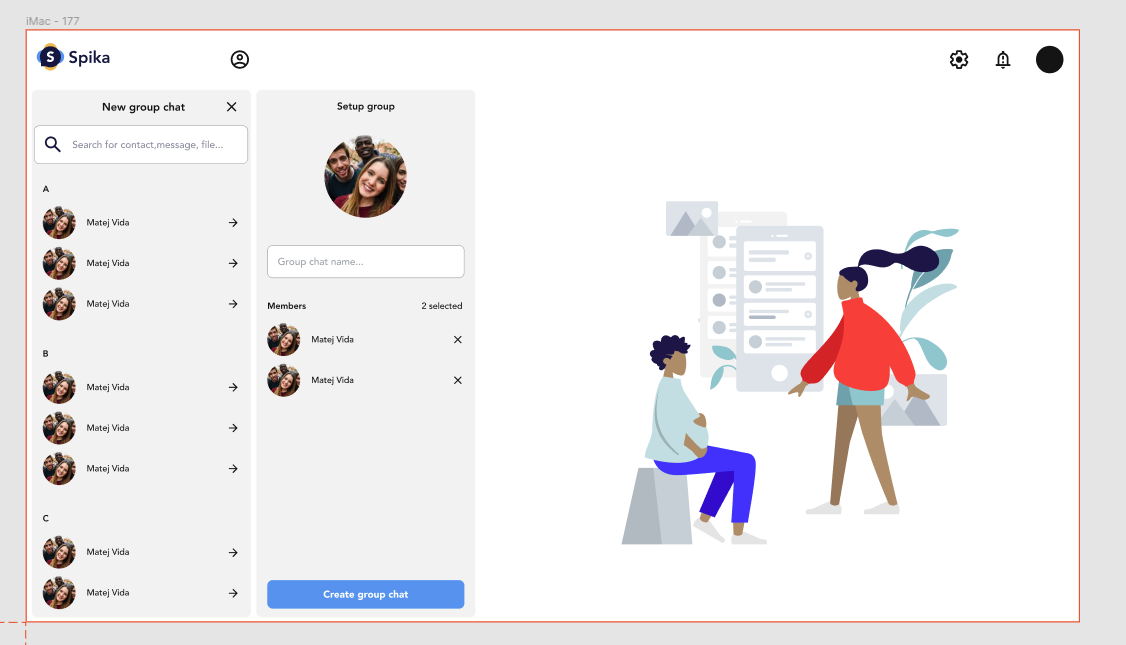 iMac - 177
S Spika
New group chat
Search for contact,message, file...
A
Matej Vida
Matej Vida
Matej Vida
B
Matej Vida
Matej Vida
Matej Vida
C
Matej Vida
Matej Vida
Setup group
Group chat name...
Members 2 selected
Matej Vida
Matej Vida
Create group chat